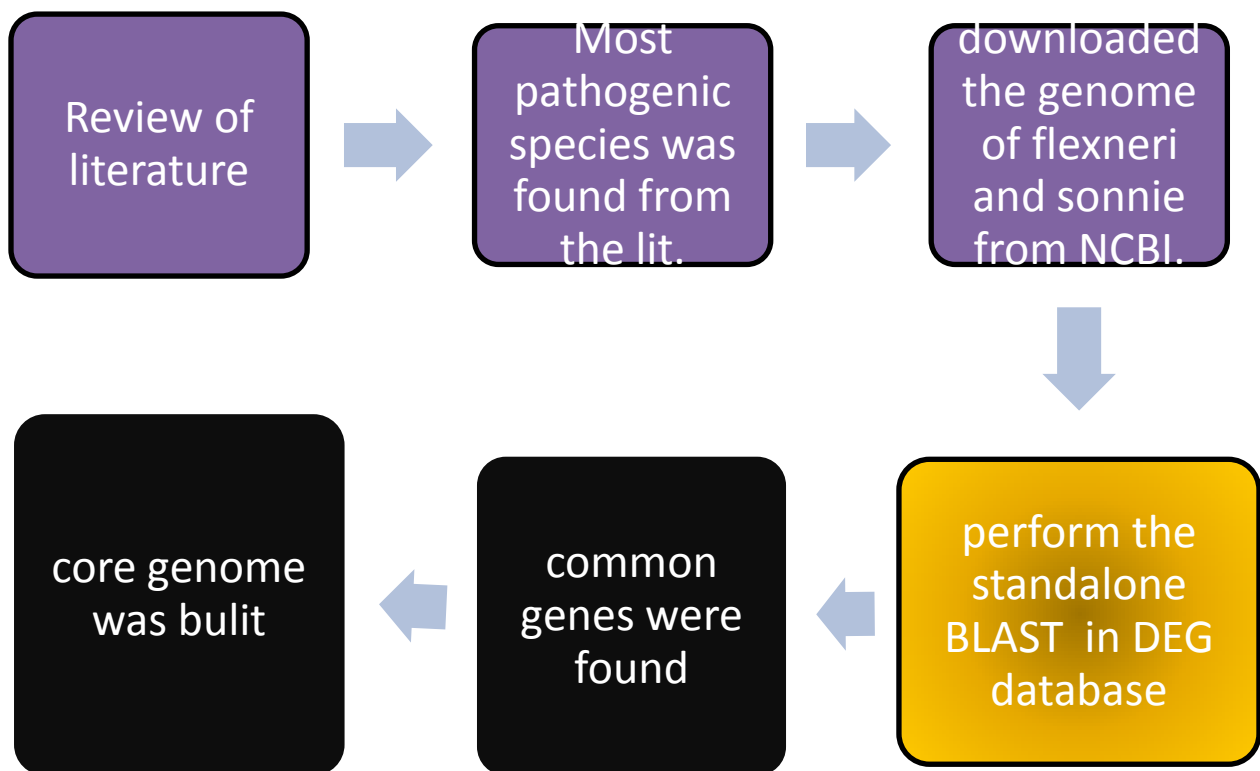 Review of
literature
Most
pathogenic
species was
found from
the lit.
downloaded
the genome
of flexneri
and sonnie
from NCBI.
perform the
standalone
BLAST in DEG
database
common
genes were
found
core genome
was bulit